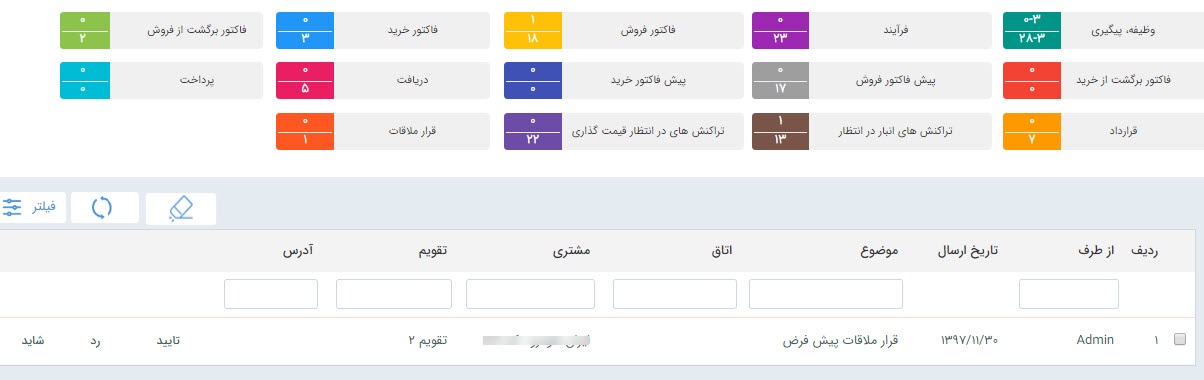 وظیفه، پیگیری ۰-۳ ۲۸-۳
فرآیند ۰ ۲۳
فاکتور فروش ۱ ۱۸
فاکتور خرید ۰ ۳
فاکتور برگشت از فروش ۰ ۲
فاکتور برگشت از خرید ۰ ۰
پیش فاکتور فروش ۰ ۱۷
پیش فاکتور خرید ۰ ۰
دریافت ۰ ۵
پرداخت ۰ ۰
قرارداد ۰ ۷
تراکنش های انبار در انتظار ۱ ۱۳
تراکنش های در انتظار قیمت گذاری ۰ ۲۲
قرار ملاقات ۰ ۱
فیلتر
ردیف از طرف تاریخ ارسال موضوع اتاق مشتری تقویم آدرس
۱ Admin ۱۳۹۷/۱۱/۳۰ قرار ملاقات پیش فرض تقویم ۲ تایید رد شاید